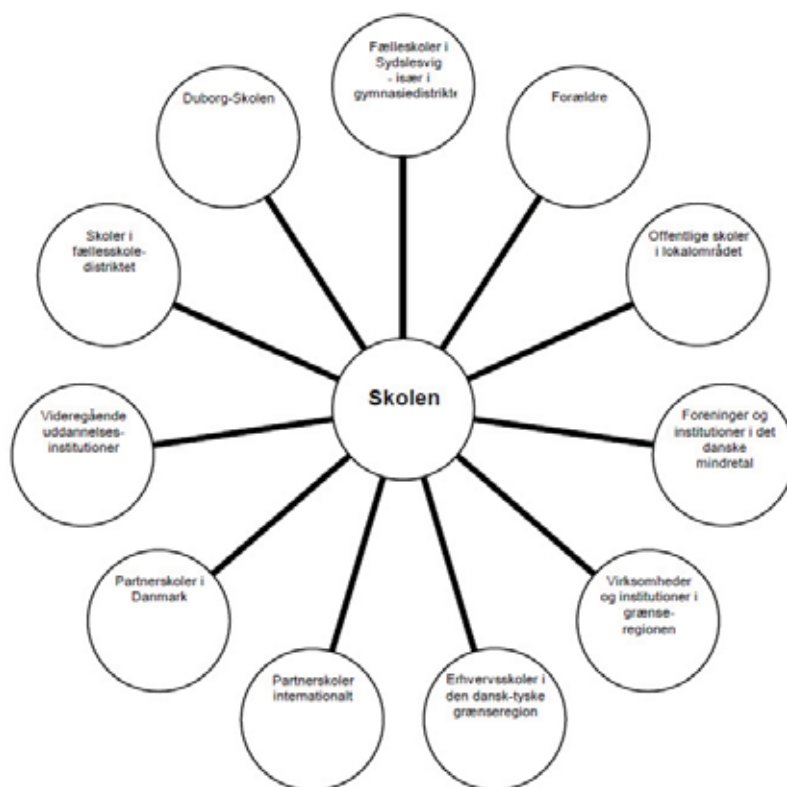 Fælleskoler i
Sydslesvig
- især i
gymnasiedistrikte
Forældre
Offentlige skoler
i lokalområdet
Foreninger og
institutioner i det
danske
mindretal
Virksomheder
og institutioner i
grænse-
regionen
Erhvervsskoler i
den dansk-tyske
grænseregion
Partnerskoler
internationalt
Partnerskoler i
Danmark
Videregående
uddannelses-
institutioner
Skoler i
fællesskole-
distriktet
Duborg-Skolen
Skolen